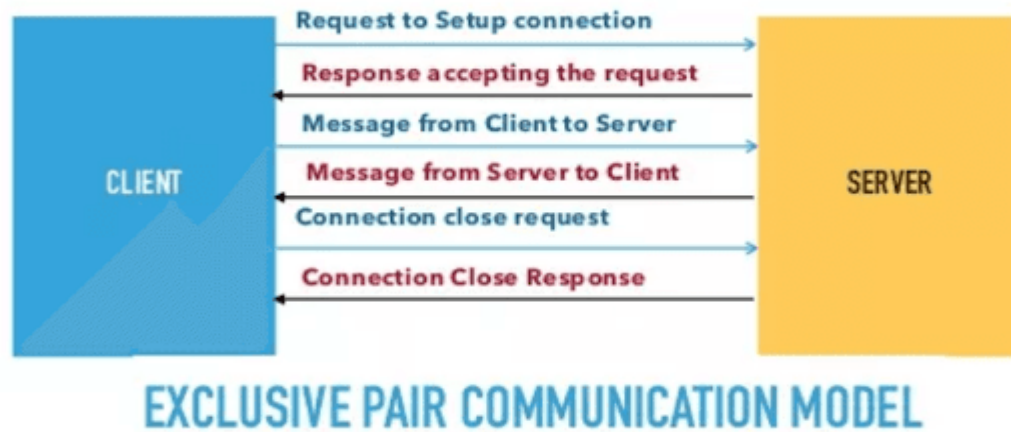 Request to Setup connection
Response accepting the request
Message from Client to Server
CLIENT
Message from Server to Client
SERVER
Connection close request
Connection Close Response
EXCLUSIVE PAIR COMMUNICATION MODEL